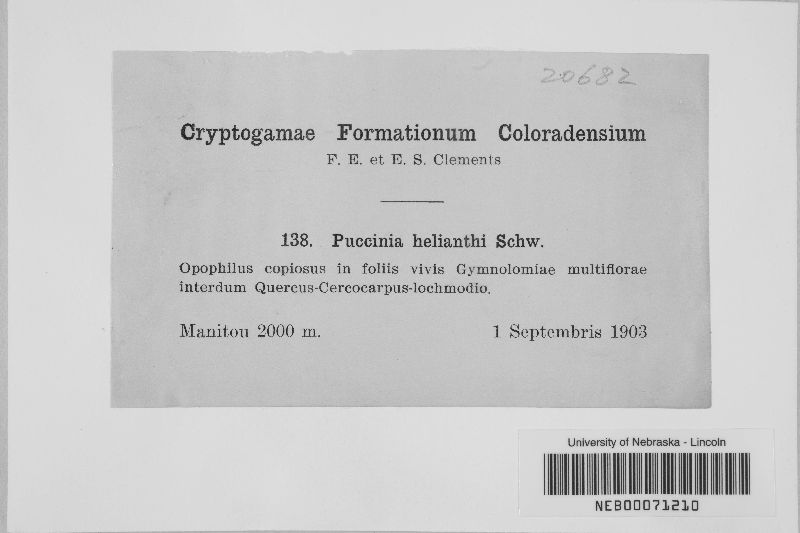 20682
Cryptogamae Formationum Coloradensium
F. E. et E. S. Clements
138. Puccinia helianthi Schw.
Opophilus copiosus in foliis vivis Gymnolomiae multiflorae
interdum Quercus-Cercocarpus-lochmodio.
Manitou 2000 m. 1 Septembris 1903
University of Nebraska - Lincoln
NEB00071210